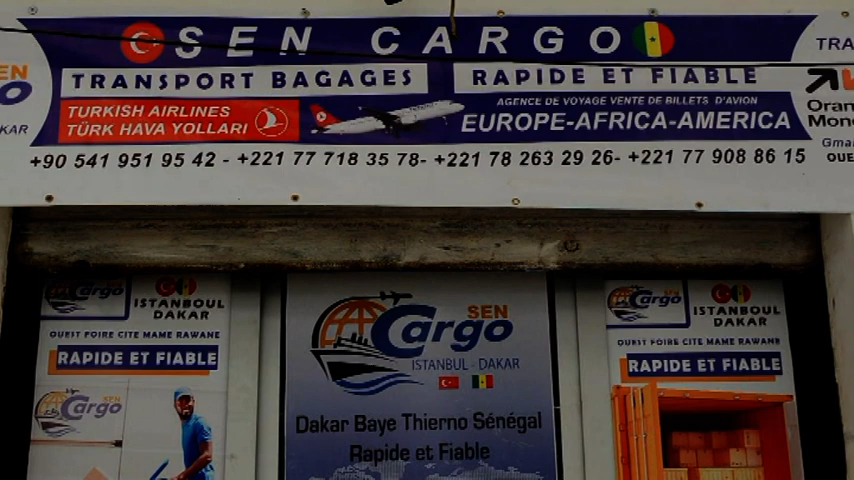 SEN CARGO
TRANSPORT BAGAGES
RAPIDE ET FIABLE
TURKISH AIRLINES
TÜRK HAVA YOLLARI
AGENCE DE VOYAGE VENTE DE BILLETS D'AVION
EUROPE-AFRICA-AMERICA
+90 541 951 95 42 - +221 77 718 35 78- +221 78 263 29 26- +221 77 908 86 15
EN
KAR
TRA
Oran
Mon
Gma
OUE
Cargo
ISTANBOUL
DAKAR
OUEST FOIRE CITE MAME RAWANE
RAPIDE ET FIABLE
SEN
Cargo
SEN
Cargo
ISTANBUL - DAKAR
Dakar Baye Thierno Sénégal
Rapide et Fiable
Cargo
ISTANBOUL
DAKAR
OUEST FOIRE CITE MAME RAWANE
RAPIDE ET FIABLE